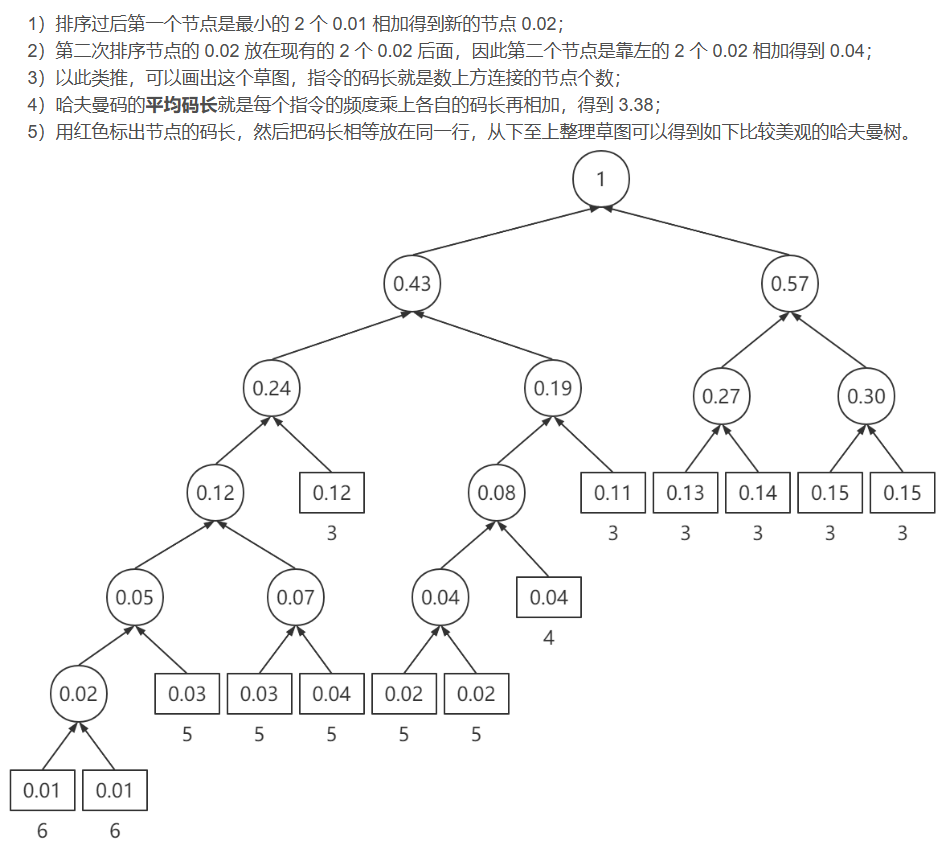 1）排序过后第一个节点是最小的 2 个 0.01 相加得到新的节点 0.02；
2）第二次排序节点的 0.02 放在现有的 2 个 0.02 后面，因此第二个节点是靠左的 2 个 0.02 相加得到 0.04；
3）以此类推，可以画出这个草图，指令的码长就是数上方连接的节点个数；
4）哈夫曼码的平均码长就是每个指令的频度乘上各自的码长再相加，得到 3.38；
5）用红色标出节点的码长，然后把码长相等放在同一行，从下至上整理草图可以得到如下比较美观的哈夫曼树。
1
0.43 0.57
0.24 0.19 0.27 0.30
0.12 0.12 0.08 0.11 0.13 0.14 0.15 0.15
3 3 3 3 3 3
0.05 0.07 0.04 0.04
4
0.02 0.03 0.03 0.04 0.02 0.02
5 5 5 5 5
0.01 0.01
6 6